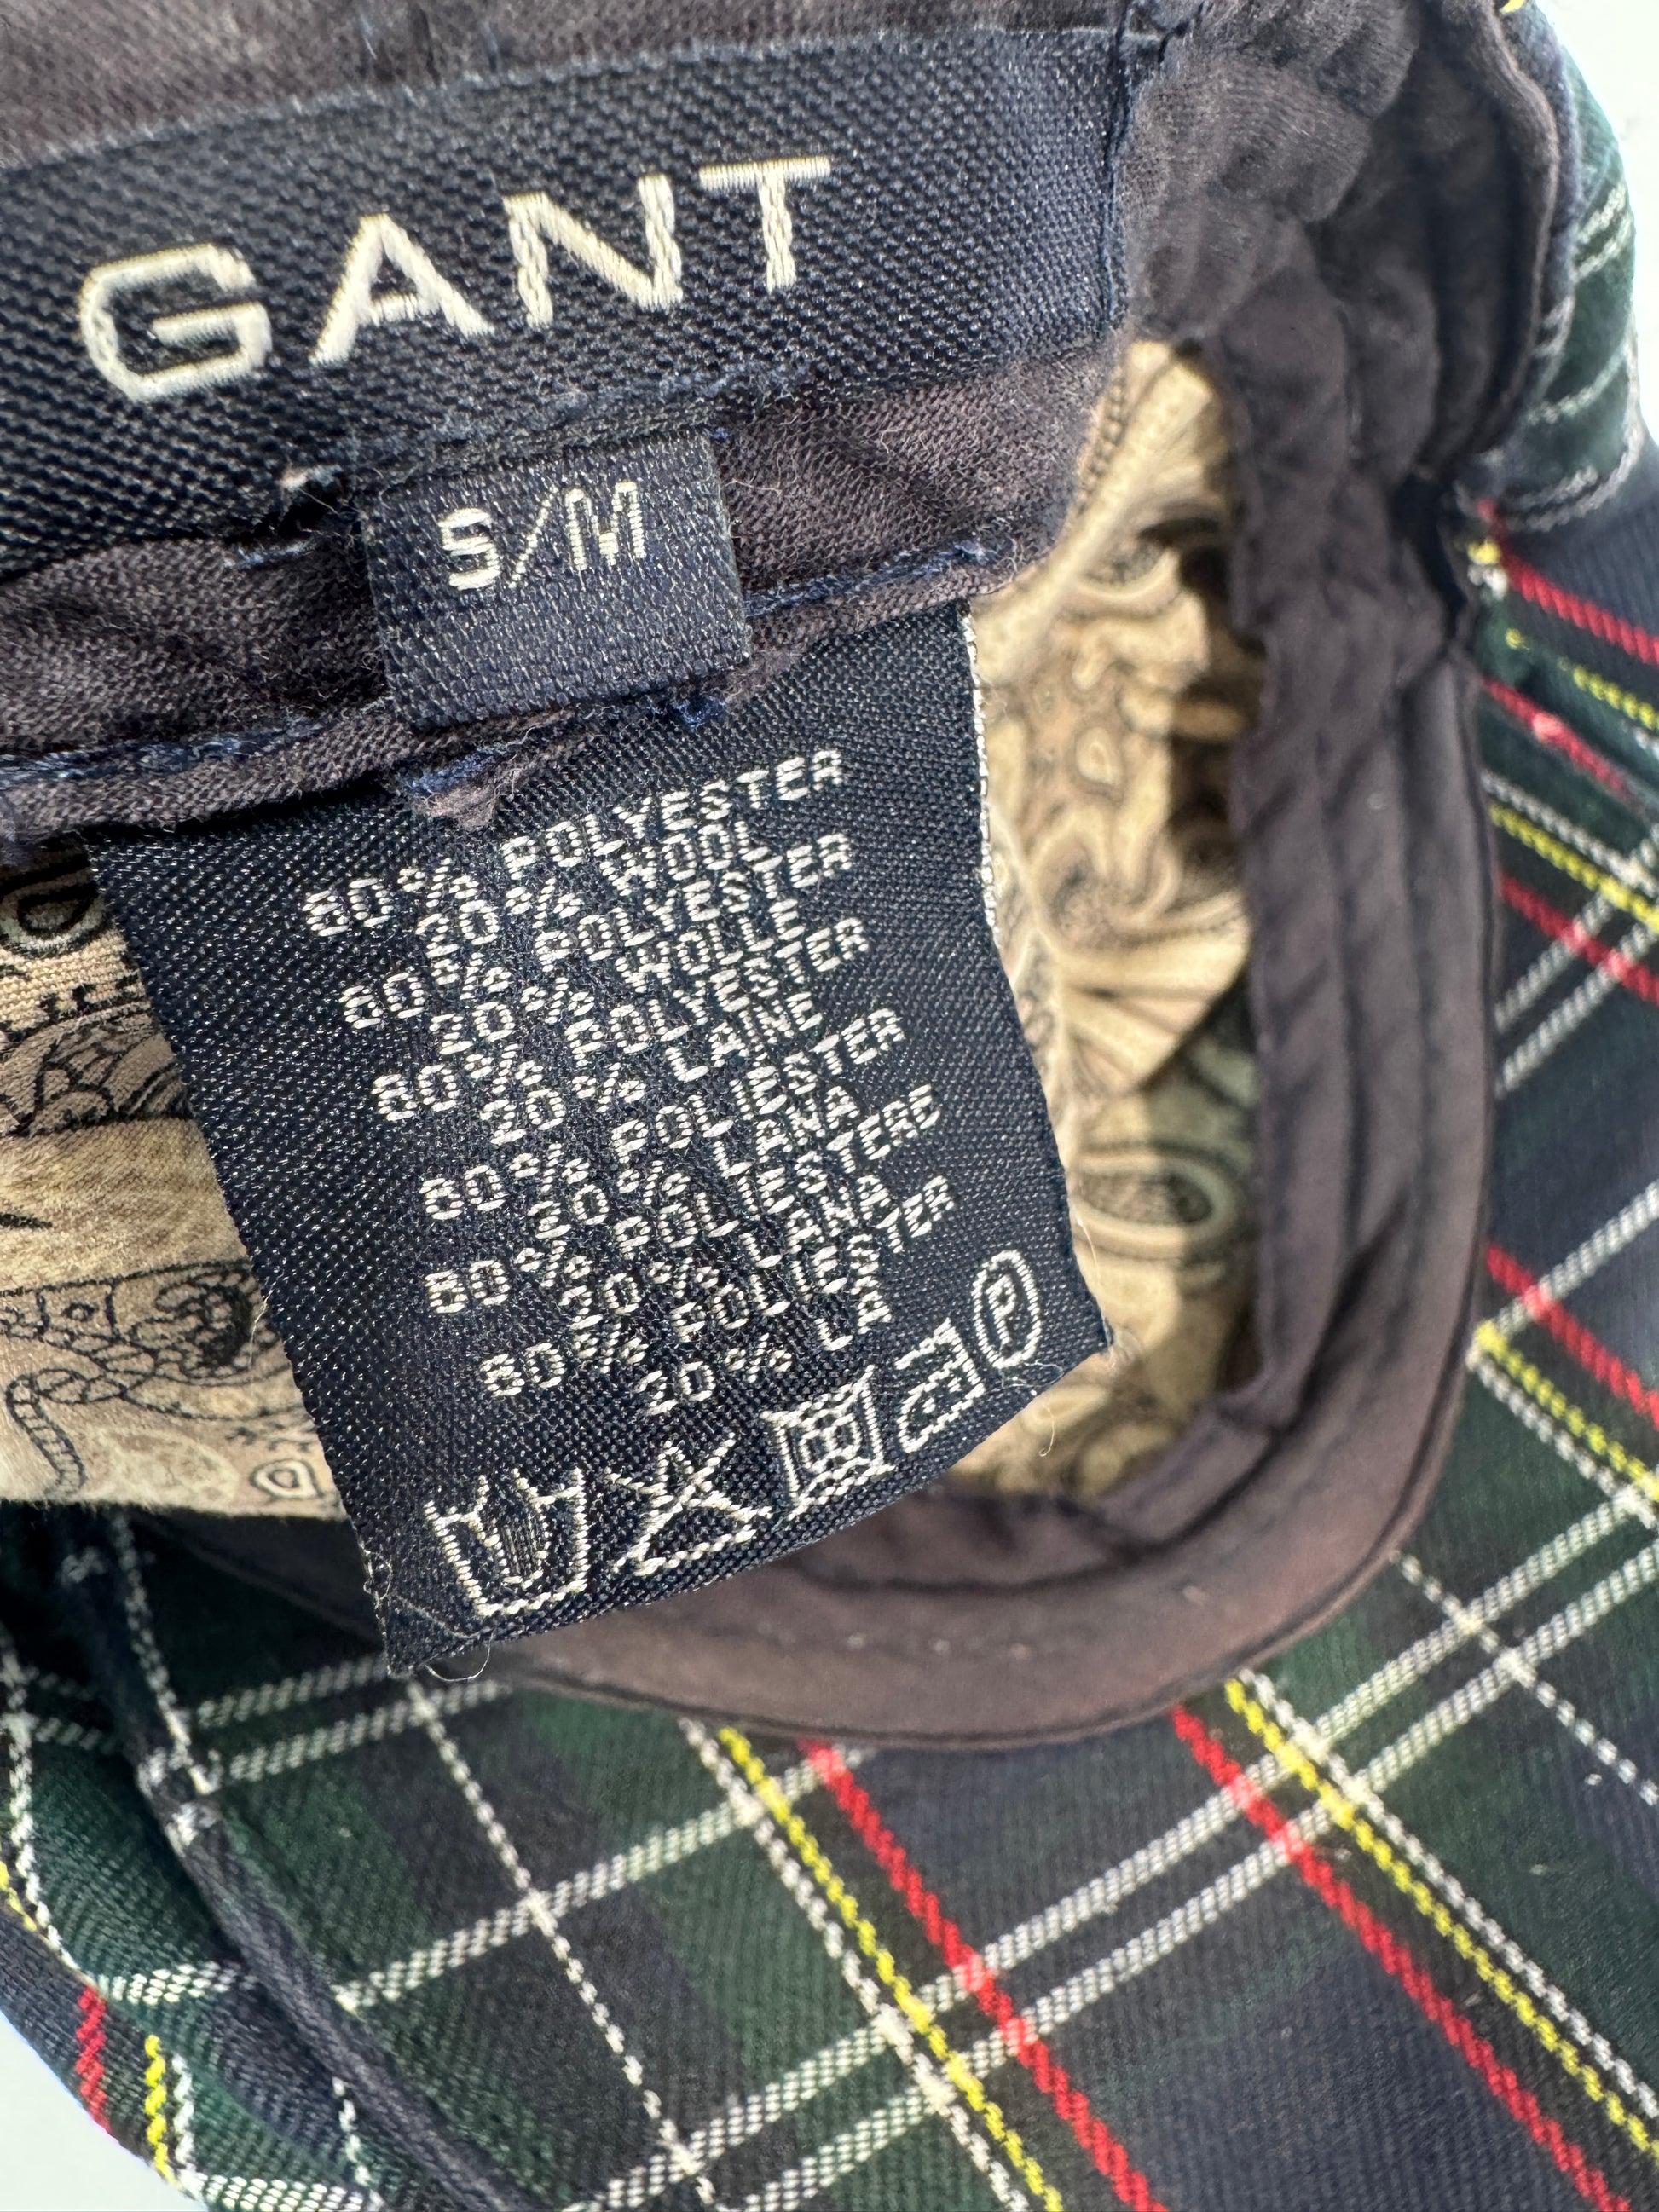 GANT
S/M
80% POLYESTER
20 % WOOL
80% POLYESTER
20 % WOLLE
80% POLYESTER
20 % LAINE
80% POLIESTER
20 % LANA
80%
20 % LANA
80% POLIESTER
20 % LA
P